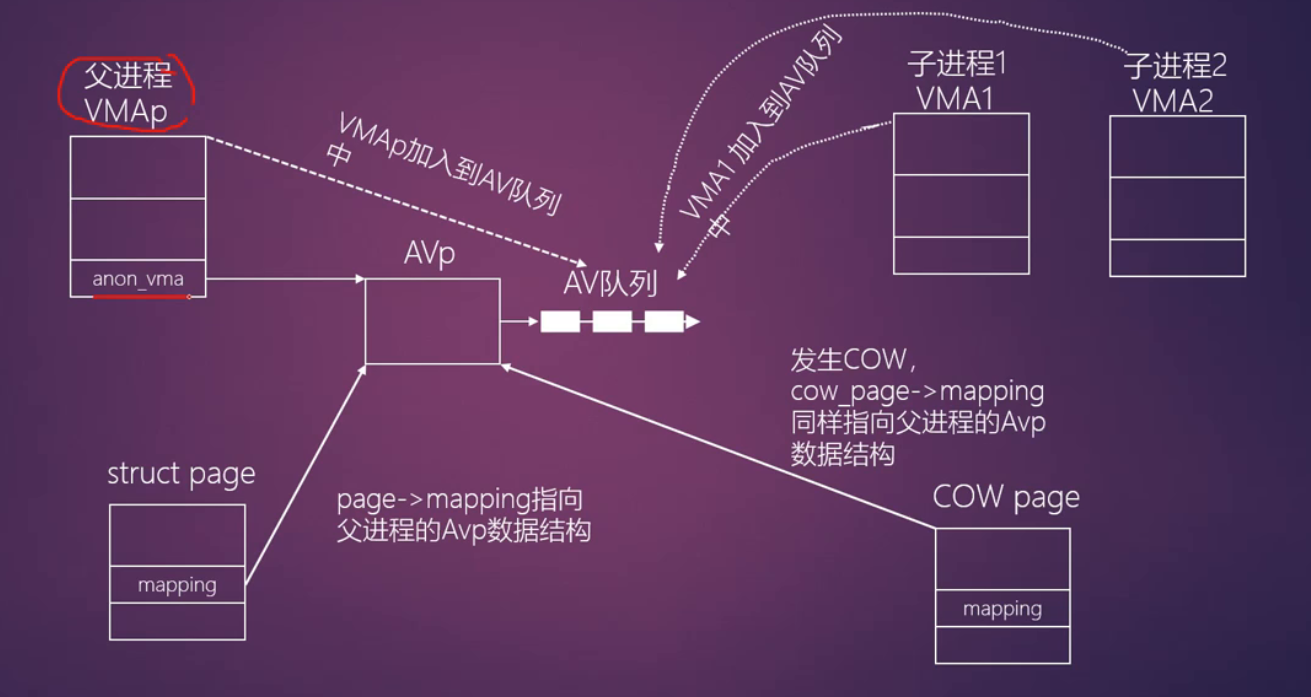 父进程
VMAp
anon_vma
VMAp加入到AV队列
中
AVp
AV队列
VMA1 加入到AV队列
中
子进程1
VMA1
子进程2
VMA2
发生COW，
cow_page->mapping
同样指向父进程的Avp
数据结构
struct page
mapping
page->mapping指向
父进程的Avp数据结构
COW page
mapping